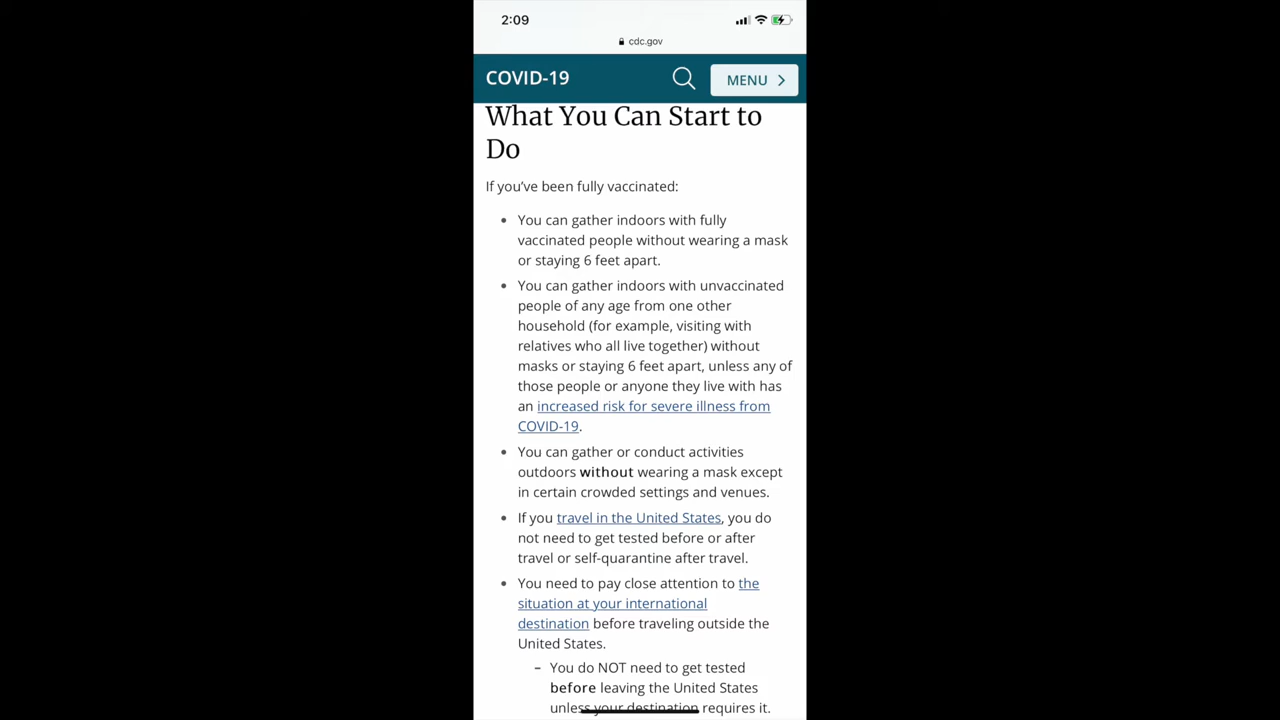 2:09
cdc.gov
COVID-19
MENU
What You Can Start to
Do
If you’ve been fully vaccinated:
• You can gather indoors with fully
vaccinated people without wearing a mask
or staying 6 feet apart.
• You can gather indoors with unvaccinated
people of any age from one other
household (for example, visiting with
relatives who all live together) without
masks or staying 6 feet apart, unless any of
those people or anyone they live with has
an increased risk for severe illness from
COVID-19.
• You can gather or conduct activities
outdoors without wearing a mask except
in certain crowded settings and venues.
• If you travel in the United States, you do
not need to get tested before or after
travel or self-quarantine after travel.
• You need to pay close attention to the
situation at your international
destination before traveling outside the
United States.
– You do NOT need to get tested
before leaving the United States
unless your destination requires it.